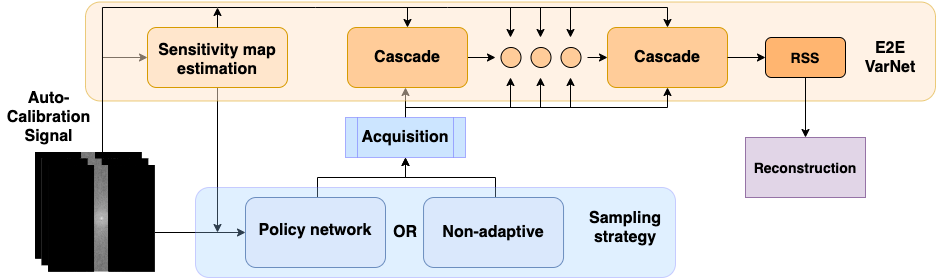 Sensitivity map
estimation
Cascade
Cascade
RSS
E2E
VarNet
Auto-
Calibration
Signal
Acquisition
Reconstruction
Policy network
OR
Non-adaptive
Sampling
strategy